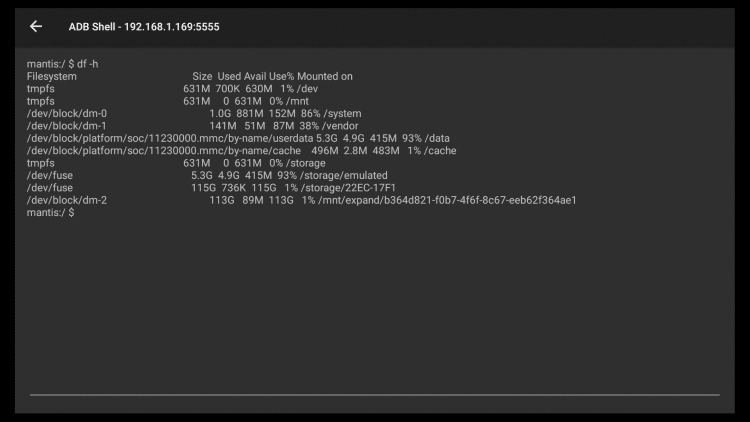 ADB Shell - 192.168.1.169:5555
mantis:/ $ df -h
Filesystem Size Used Avail Use% Mounted on
tmpfs 631M 700K 630M 1% /dev
tmpfs 631M 0 631M 0% /mnt
/dev/block/dm-0 1.0G 881M 152M 86% /system
/dev/block/dm-1 141M 51M 87M 38% /vendor
/dev/block/platform/soc/11230000.mmc/by-name/userdata 5.3G 4.9G 415M 93% /data
/dev/block/platform/soc/11230000.mmc/by-name/cache 496M 2.8M 483M 1% /cache
tmpfs 631M 0 631M 0% /storage
/dev/fuse 5.3G 4.9G 415M 93% /storage/emulated
/dev/fuse 115G 736K 115G 1% /storage/22EC-17F1
/dev/block/dm-2 113G 89M 113G 1% /mnt/expand/b364d821-f0b7-4f6f-8c67-eeb62f364ae1
mantis:/ $